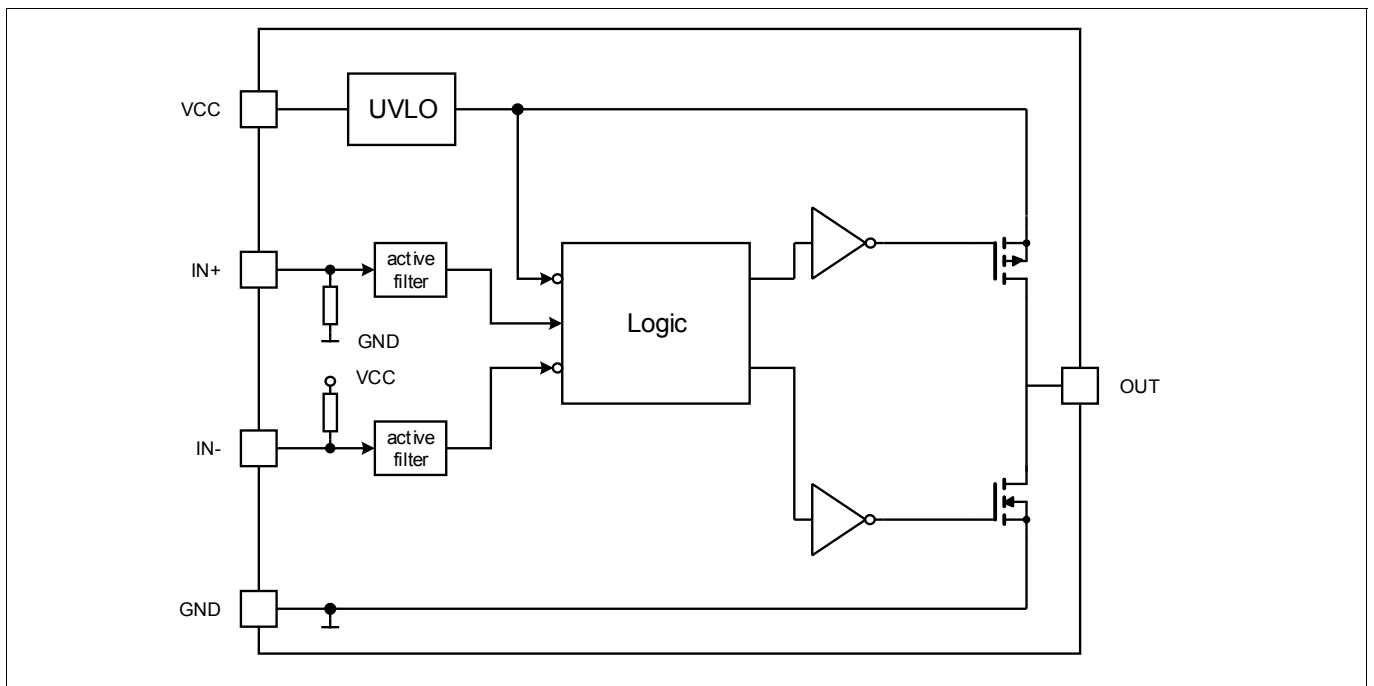 VCC
UVLO
IN+
active
filter
GND
Logic
VCC
OUT
IN-
active
filter
GND